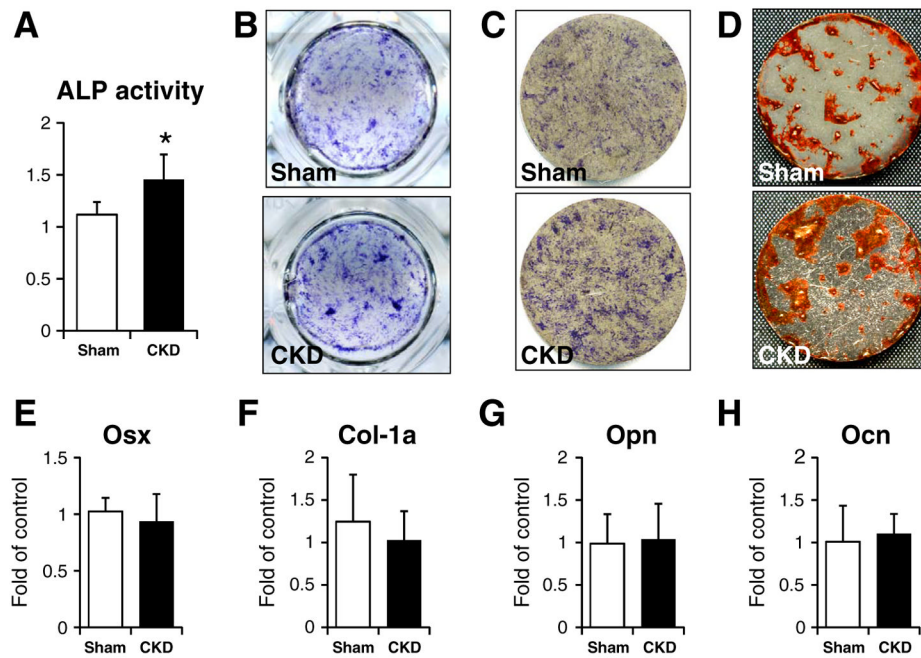 A
ALP activity
2
1.5
1
0.5
0
*
Sham
CKD
B
Sham
CKD
C
Sham
CKD
D
Sham
CKD
E
Osx
Fold of control
1.5
1
0.5
0
Sham
CKD
F
Col-1a
Fold of control
2
1.5
1
0.5
0
Sham
CKD
G
Opn
Fold of control
2
1.5
1
0.5
0
Sham
CKD
H
Ocn
Fold of control
2
1.5
1
0.5
0
Sham
CKD